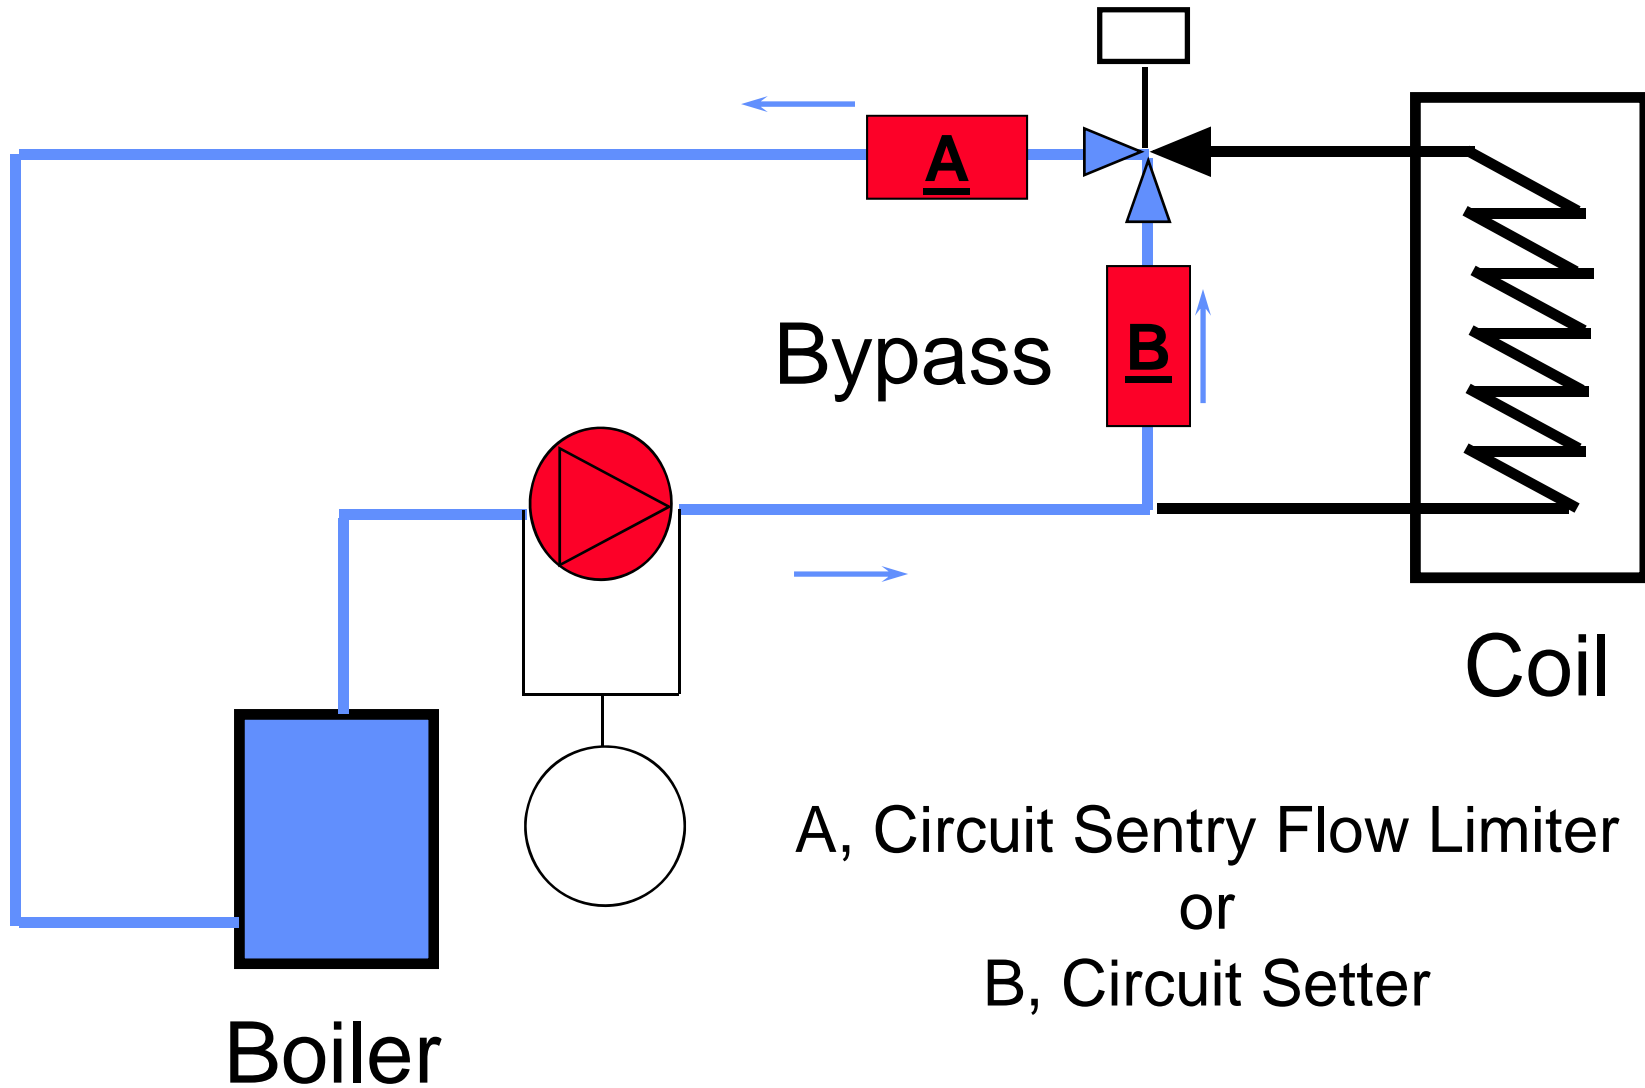 A
Bypass
B
Coil
A, Circuit Sentry Flow Limiter
or
B, Circuit Setter
Boiler